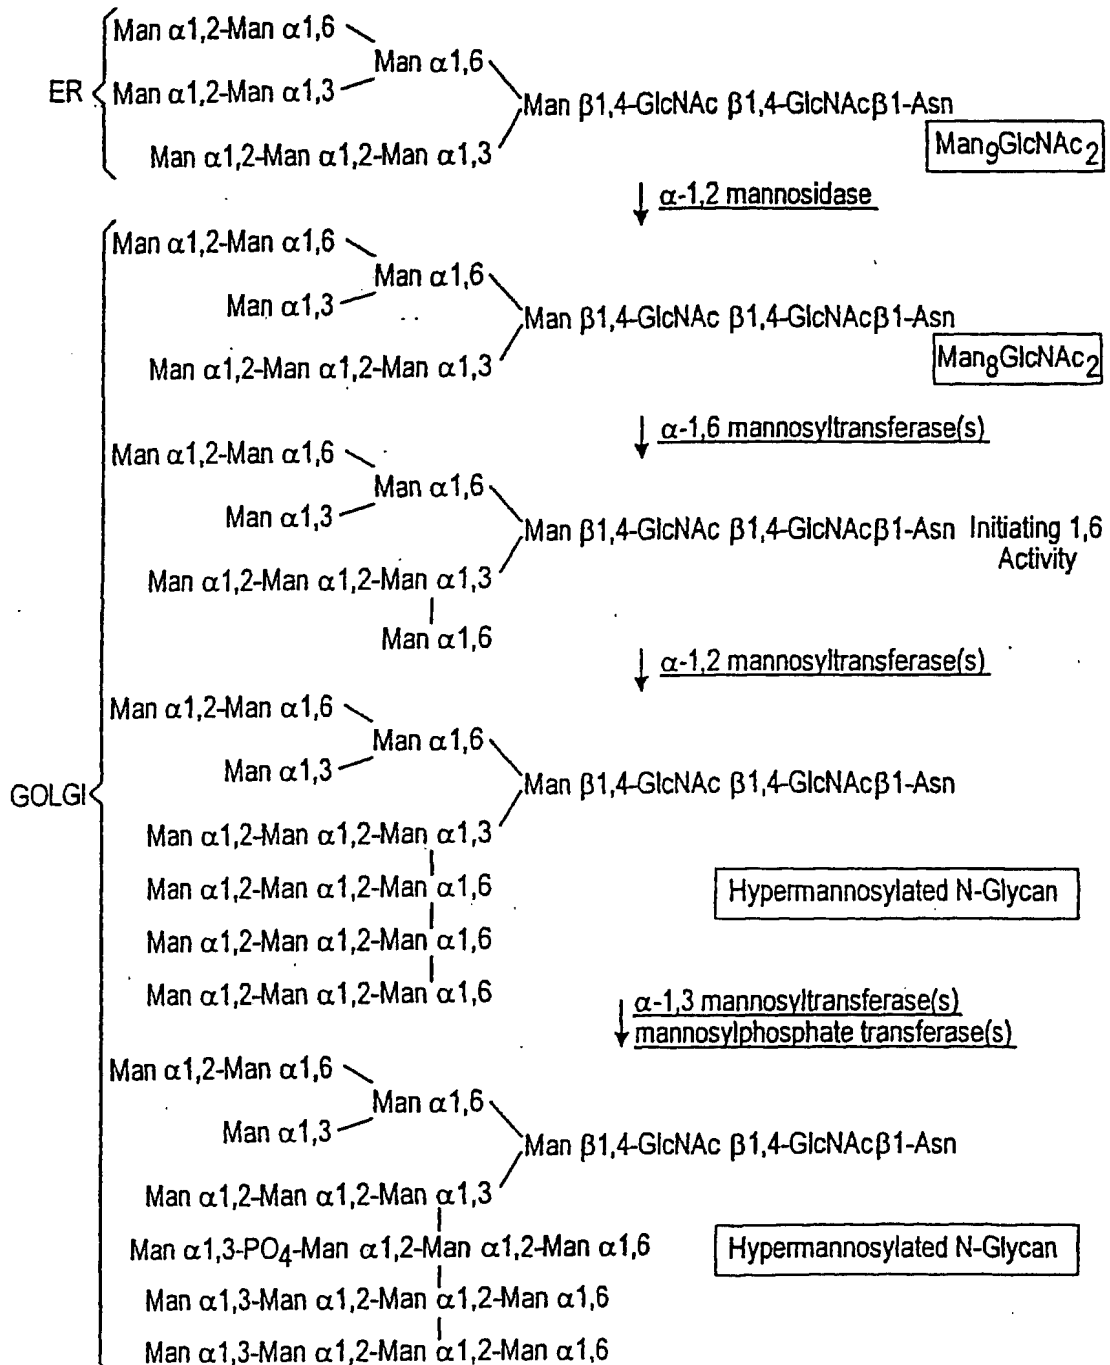 Man α1,2-Man α1,6
Man α1,6
ER
Man α1,2-Man α1,3
Man β1,4-GlcNAc β1,4-GlcNAcβ1-Asn
Man α1,2-Man α1,2-Man α1,3
Man9GlcNAc2
α-1,2 mannosidase
Man α1,2-Man α1,6
Man α1,6
Man α1,3
Man β1,4-GlcNAc β1,4-GlcNAcβ1-Asn
Man α1,2-Man α1,2-Man α1,3
Man8GlcNAc2
α-1,6 mannosyltransferase(s)
Man α1,2-Man α1,6
Man α1,6
Man α1,3
Man β1,4-GlcNAc β1,4-GlcNAcβ1-Asn Initiating 1,6
Activity
Man α1,2-Man α1,2-Man α1,3
Man α1,6
α-1,2 mannosyltransferase(s)
Man α1,2-Man α1,6
Man α1,6
Man α1,3
Man β1,4-GlcNAc β1,4-GlcNAcβ1-Asn
GOLGI
Man α1,2-Man α1,2-Man α1,3
Man α1,2-Man α1,2-Man α1,6
Hypermannosylated N-Glycan
Man α1,2-Man α1,2-Man α1,6
Man α1,2-Man α1,2-Man α1,6
α-1,3 mannosyltransferase(s)
mannosylphosphate transferase(s)
Man α1,2-Man α1,6
Man α1,6
Man α1,3
Man β1,4-GlcNAc β1,4-GlcNAcβ1-Asn
Man α1,2-Man α1,2-Man α1,3
Man α1,3-PO4-Man α1,2-Man α1,2-Man α1,6
Hypermannosylated N-Glycan
Man α1,3-Man α1,2-Man α1,2-Man α1,6
Man α1,3-Man α1,2-Man α1,2-Man α1,6